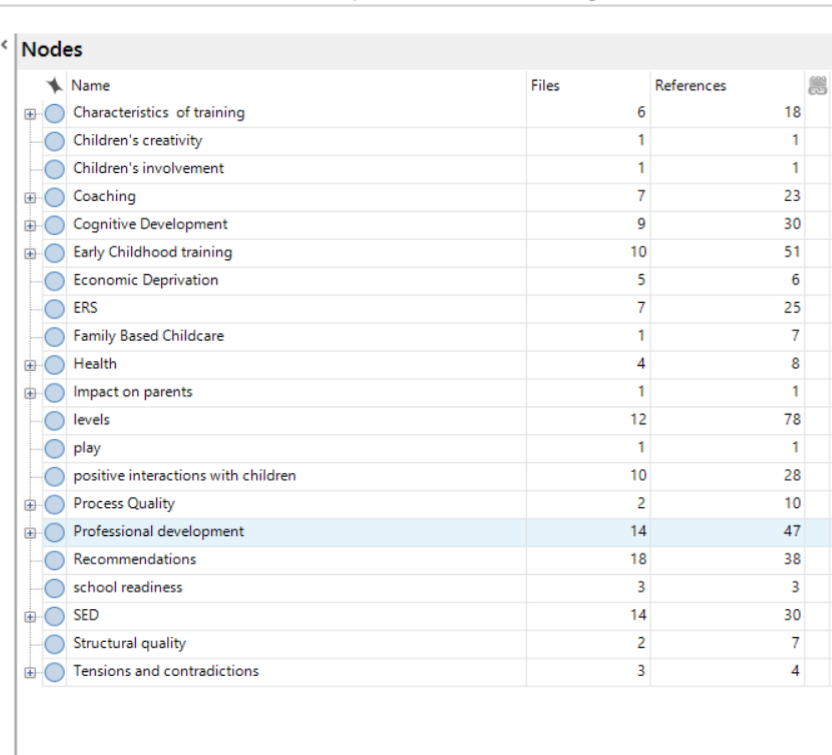 Nodes
Name Files References
Characteristics of training 6 18
Children's creativity 1 1
Children's involvement 1 1
Coaching 7 23
Cognitive Development 9 30
Early Childhood training 10 51
Economic Deprivation 5 6
ERS 7 25
Family Based Childcare 1 7
Health 4 8
Impact on parents 1 1
levels 12 78
play 1 1
positive interactions with children 10 28
Process Quality 2 10
Professional development 14 47
Recommendations 18 38
school readiness 3 3
SED 14 30
Structural quality 2 7
Tensions and contradictions 3 4